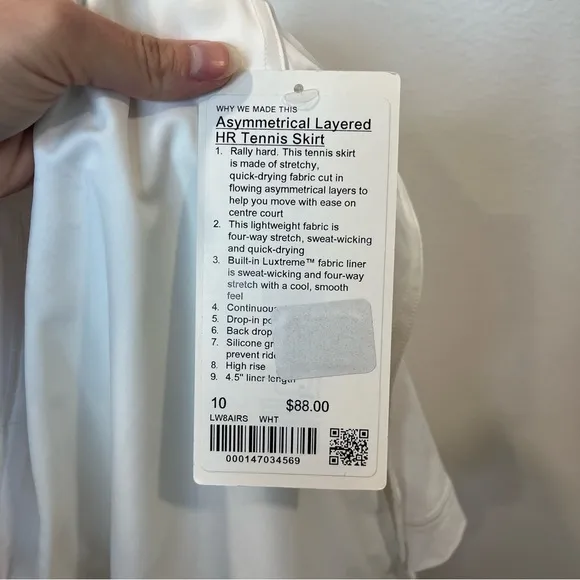 WHY WE MADE THIS
Asymmetrical Layered
HR Tennis Skirt
1. Rally hard. This tennis skirt
is made of stretchy,
quick-drying fabric cut in
flowing asymmetrical layers to
help you move with ease on
centre court
2. This lightweight fabric is
four-way stretch, sweat-wicking
and quick-drying
3. Built-in Luxtreme™ fabric liner
is sweat-wicking and four-way
stretch with a cool, smooth
feel
4.
5. Drop-in
6. Back drop
7. Silicone
prevent
8. High rise
9. 4.5" liner length
10 $88.00
LW8AIRS WHT
000147034569